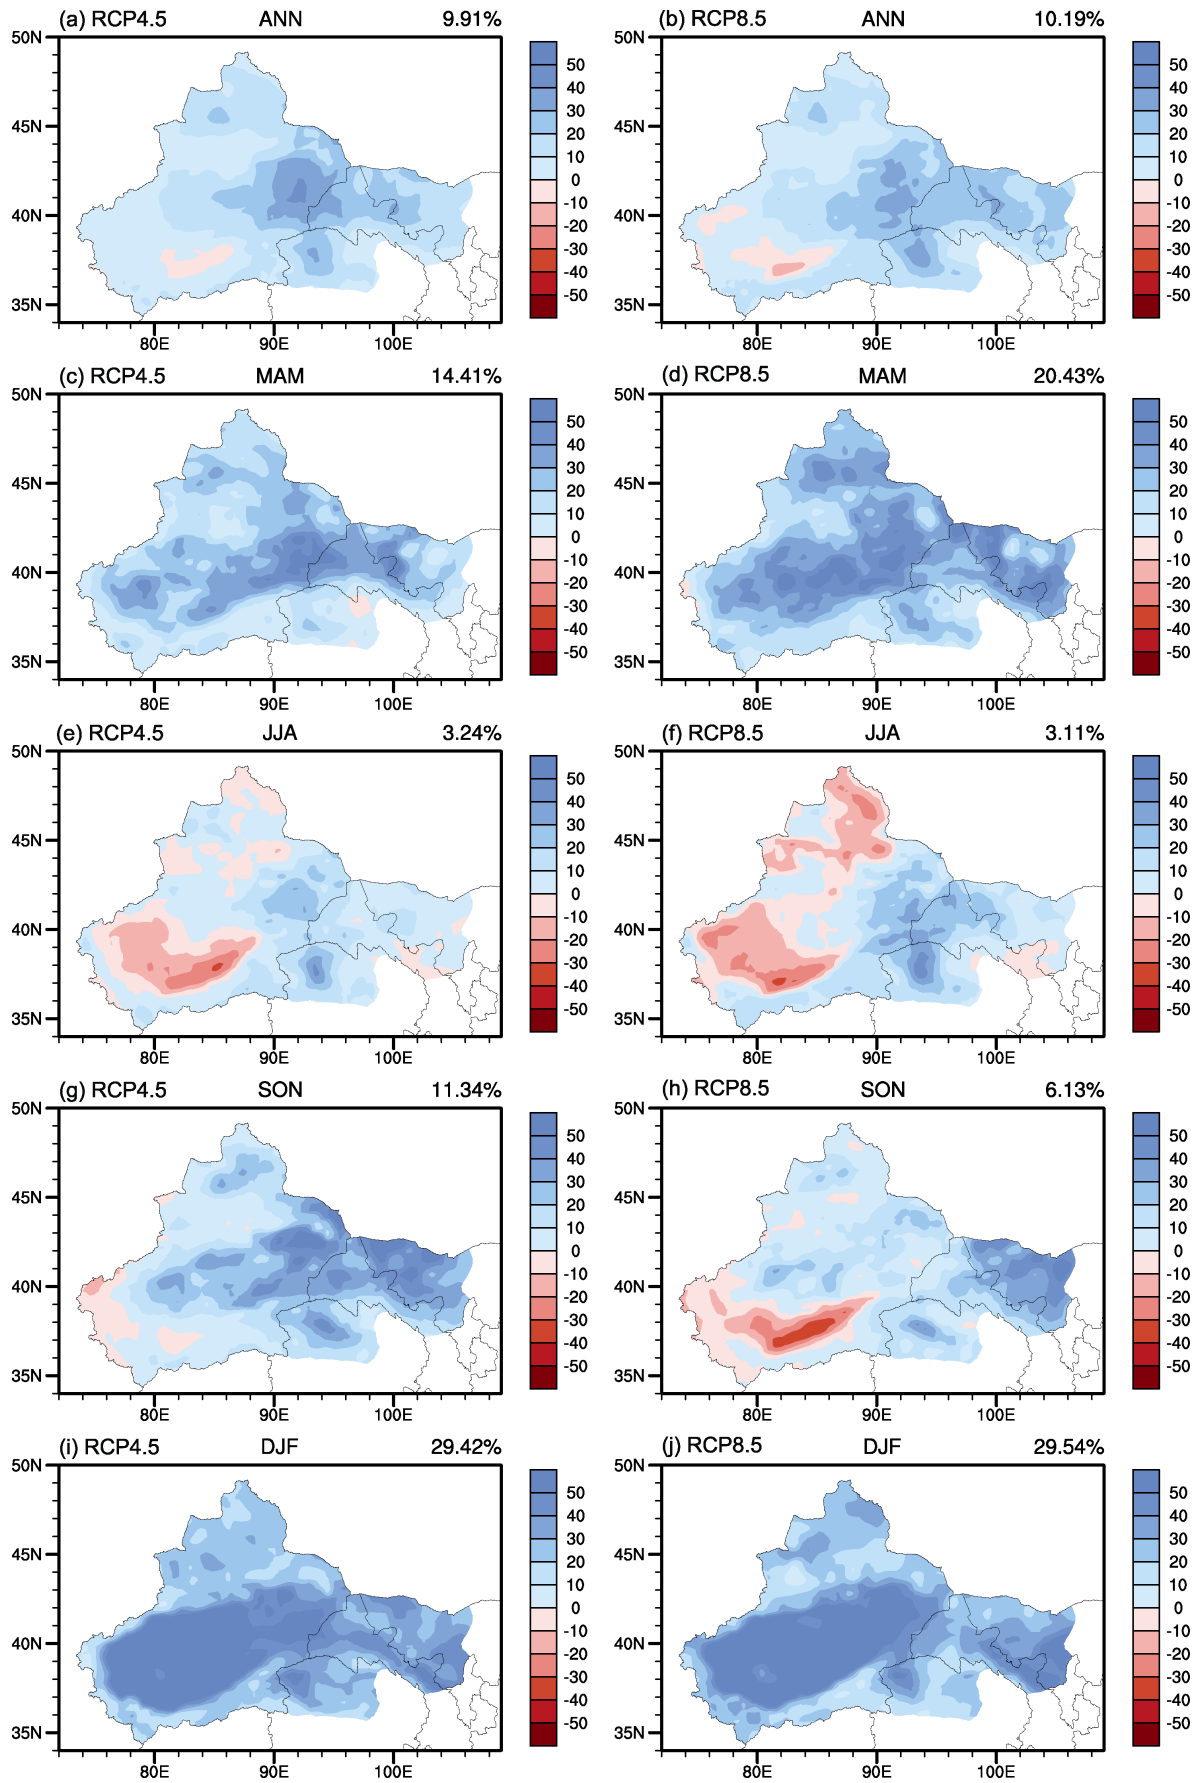 (a) RCP4.5 ANN 9.91% (b) RCP8.5 ANN 10.19%
50N 50
40
30
45N 20
10
0
40N -10
-20
-30
35N -40
-50
80E 90E 100E
50
40
30
45N 20
10
0
40N -10
-20
-30
35N -40
-50
50N
80E 90E 100E
(c) RCP4.5 MAM 14.41% (d) RCP8.5 MAM 20.43%
50N 50
40
30
45N 20
10
0
40N -10
-20
-30
35N -40
-50
80E 90E 100E
50N 50
40
30
45N 20
10
0
40N -10
-20
-30
35N -40
-50
80E 90E 100E
(e) RCP4.5 JJA 3.24% (f) RCP8.5 JJA 3.11%
50N 50
40
30
45N 20
10
0
40N -10
-20
-30
35N -40
-50
80E 90E 100E
50N 50
40
30
45N 20
10
0
40N -10
-20
-30
35N -40
-50
80E 90E 100E
(g) RCP4.5 SON 11.34% (h) RCP8.5 SON 6.13%
50N 50
40
30
45N 20
10
0
40N -10
-20
-30
35N -40
-50
80E 90E 100E
50N 50
40
30
45N 20
10
0
40N -10
-20
-30
35N -40
-50
80E 90E 100E
(i) RCP4.5 DJF 29.42% (j) RCP8.5 DJF 29.54%
50N 50
40
30
45N 20
10
0
40N -10
-20
-30
35N -40
-50
80E 90E 100E
50N 50
40
30
45N 20
10
0
40N -10
-20
-30
35N -40
-50
80E 90E 100E